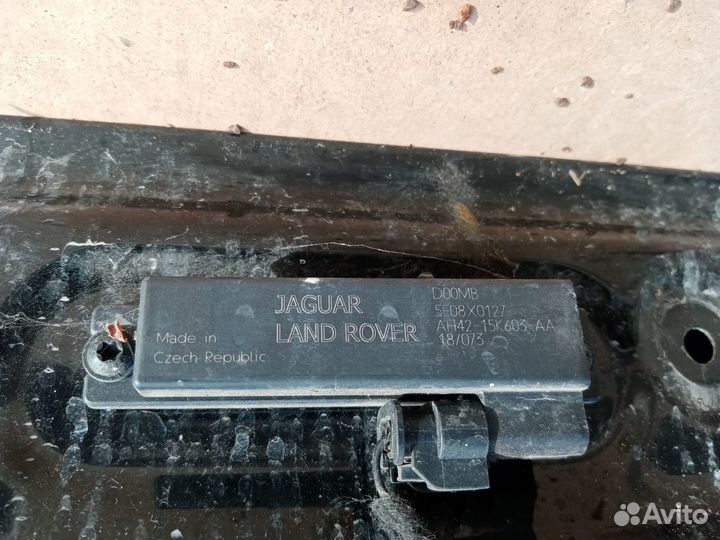 Made in
Czech Republic
JAGUAR
LAND ROVER
D00MB
5E08X0127
AH42-15K603-AA
18/073
Avito